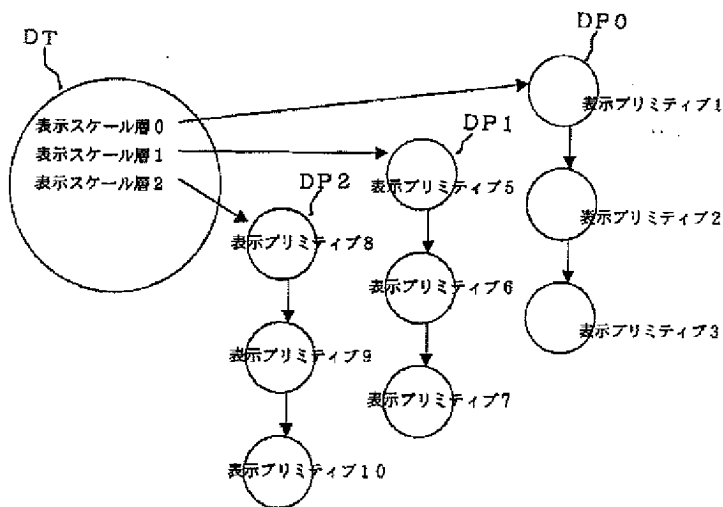 DT
DP0
表示スケール層0
表示スケール層1
表示スケール層2
表示プリミティブ1
DP1
表示プリミティブ5
DP2
表示プリミティブ2
表示プリミティブ8
表示プリミティブ6
表示プリミティブ3
表示プリミティブ9
表示プリミティブ7
表示プリミティブ10